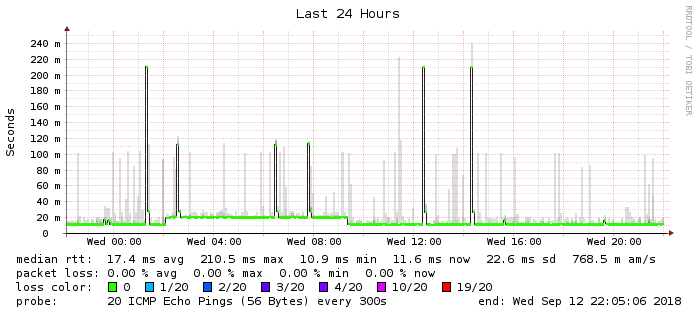 Last 24 Hours
RRDTOOL / TOBI OETIKER
Seconds
240 m
220 m
200 m
180 m
160 m
140 m
120 m
100 m
80 m
60 m
40 m
20 m
0
Wed 00:00 Wed 04:00 Wed 08:00 Wed 12:00 Wed 16:00 Wed 20:00
median rtt: 17.4 ms avg 210.5 ms max 10.9 ms min 11.6 ms now 22.6 ms sd 768.5 m am/s
packet loss: 0.00 % avg 0.00 % max 0.00 % min 0.00 % now
loss color: 0 1/20 2/20 3/20 4/20 10/20 19/20
probe: 20 ICMP Echo Pings (56 Bytes) every 300s end: Wed Sep 12 22:05:06 2018